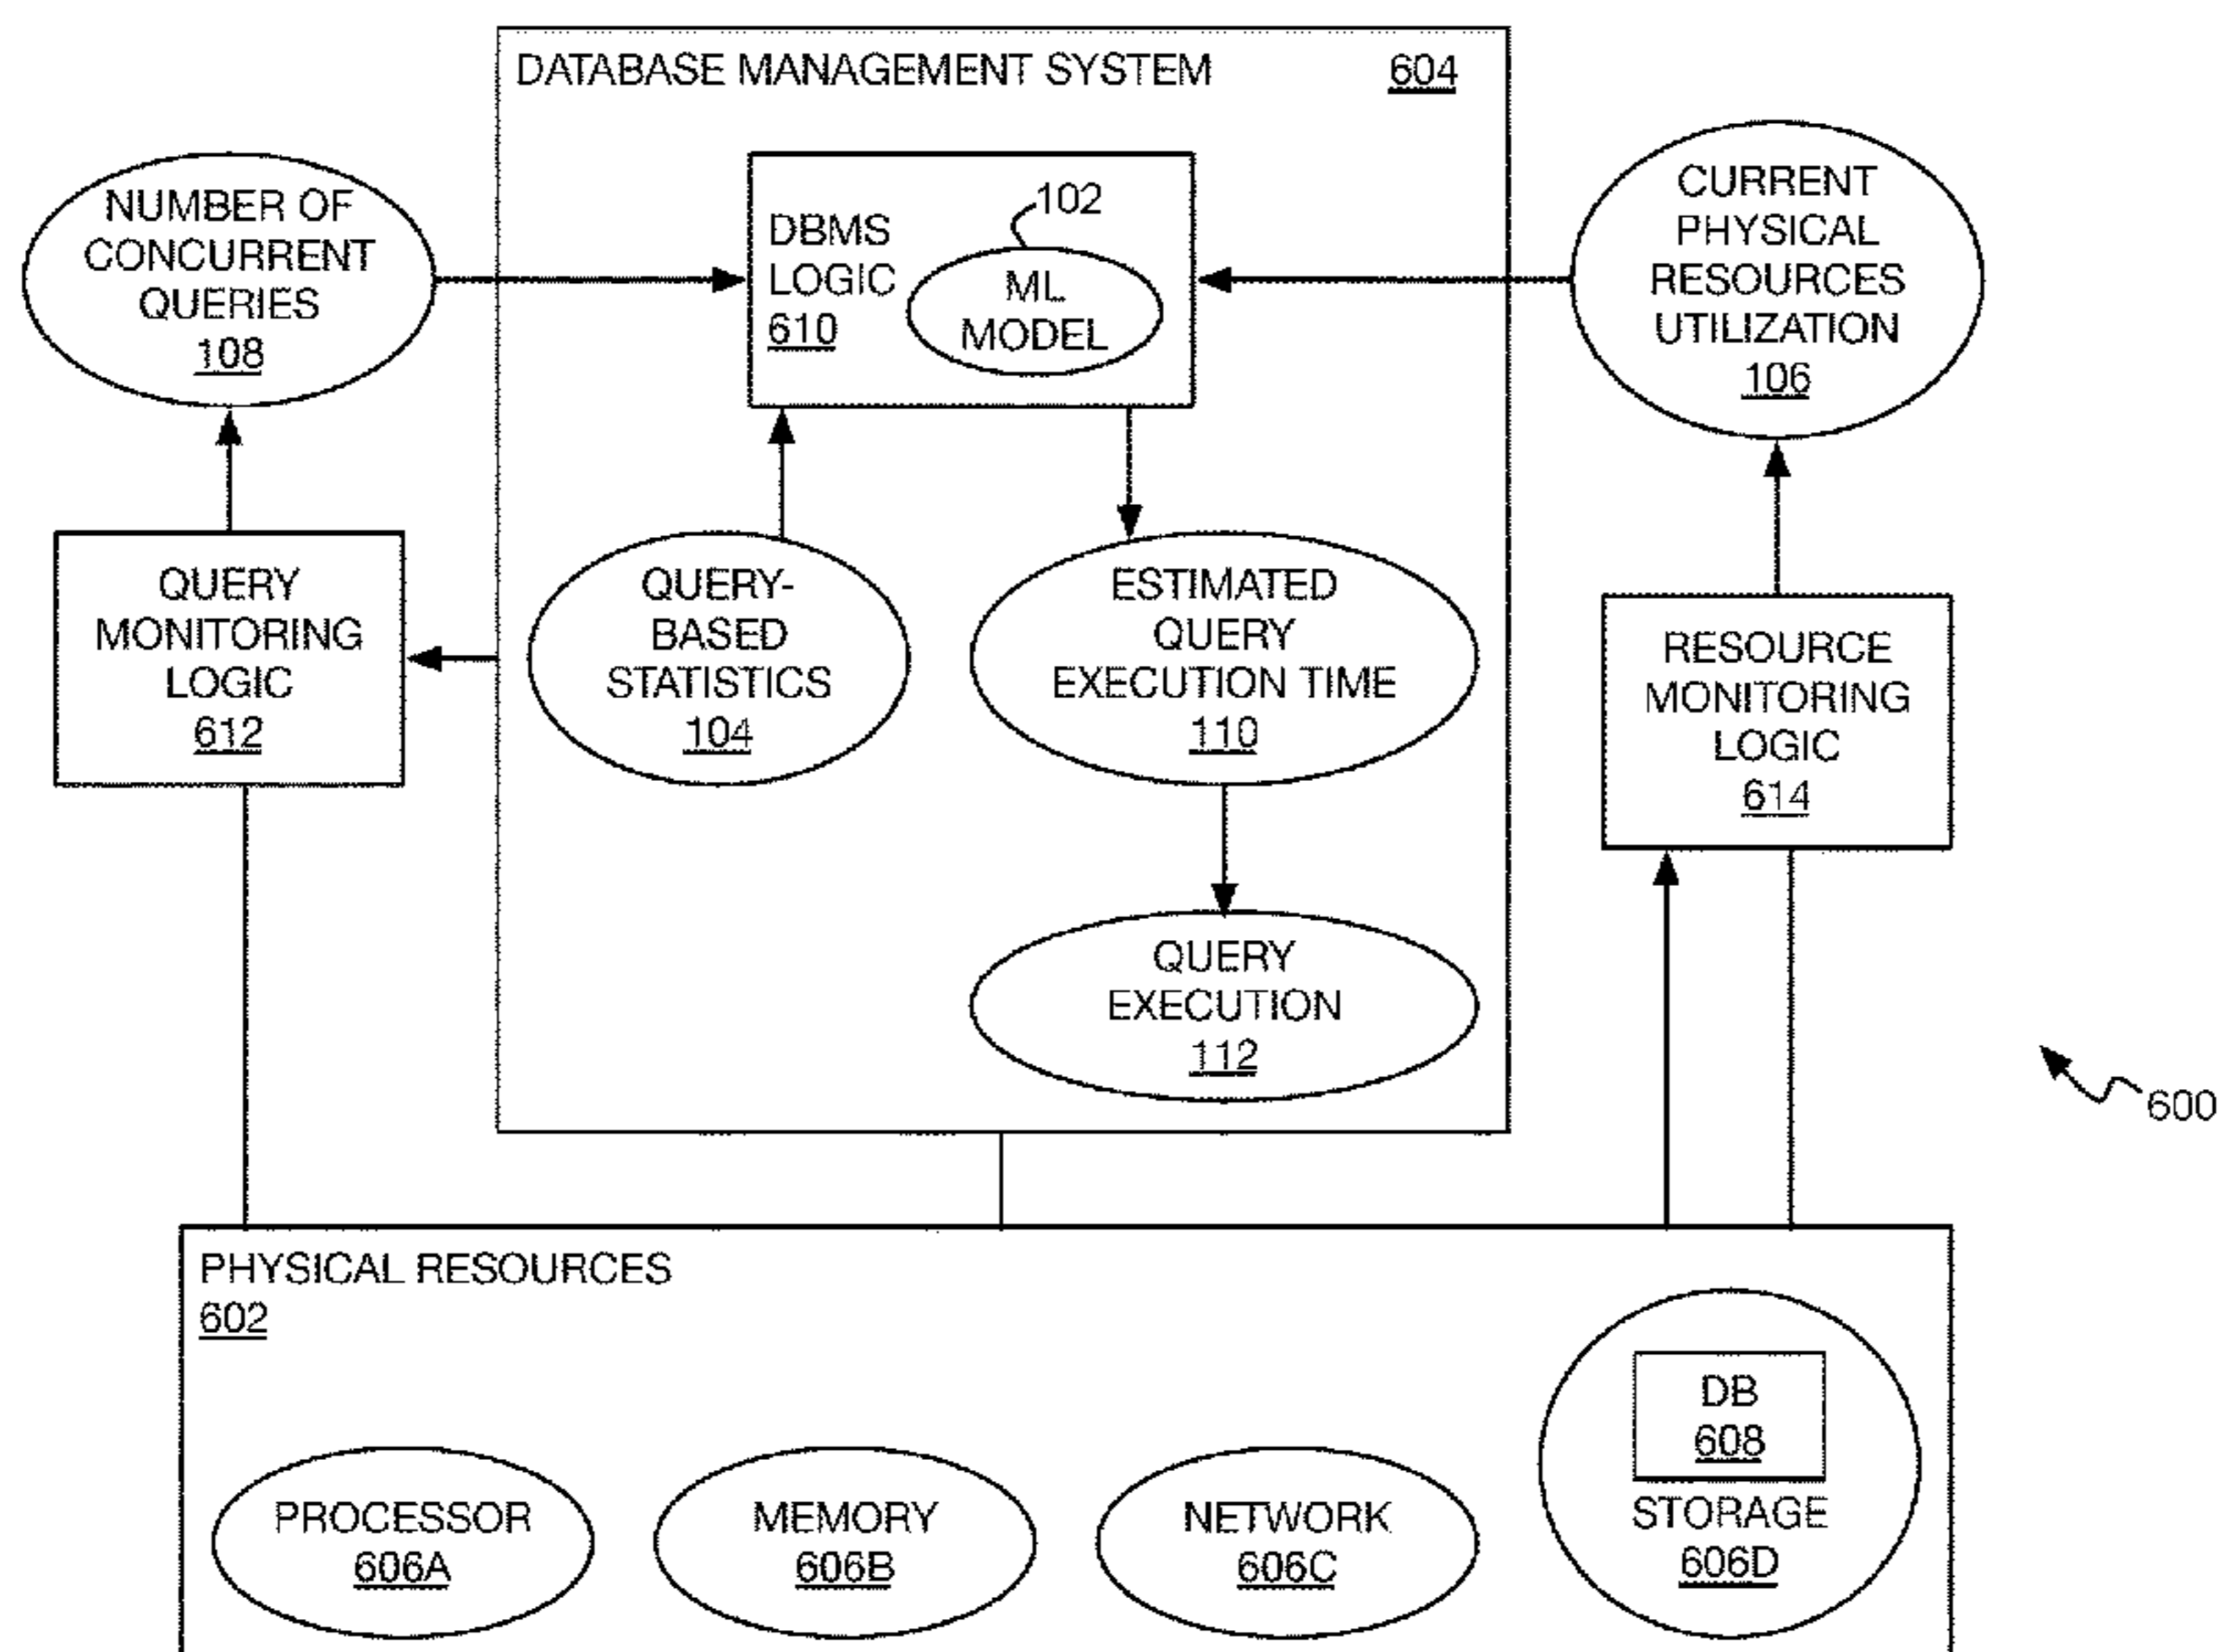 DATABASE MANAGEMENT SYSTEM 604
NUMBER OF
CONCURRENT
QUERIES
108
DBMS
LOGIC
610
102
ML
MODEL
CURRENT
PHYSICAL
RESOURCES
UTILIZATION
106
QUERY
MONITORING
LOGIC
612
QUERY-
BASED
STATISTICS
104
ESTIMATED
QUERY
EXECUTION TIME
110
RESOURCE
MONITORING
LOGIC
614
QUERY
EXECUTION
112
600
PHYSICAL RESOURCES
602
PROCESSOR
606A
MEMORY
606B
NETWORK
606C
DB
608
STORAGE
606D